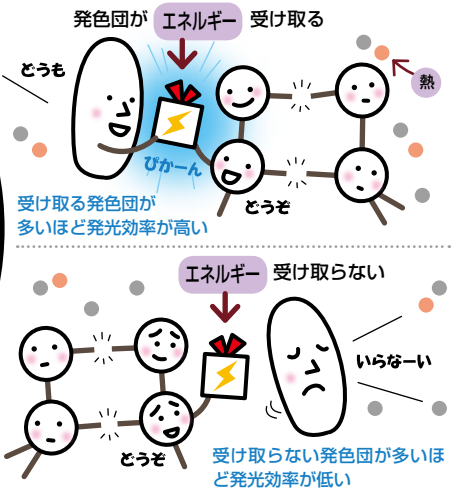 発色団が エネルギー 受け取る
どうも
熱
ぴかーん
どうぞ
受け取る発色団が
多いほど発光効率が高い
エネルギー 受け取らない
いらなーい
どうぞ
受け取らない発色団が多いほ
ど発光効率が低い